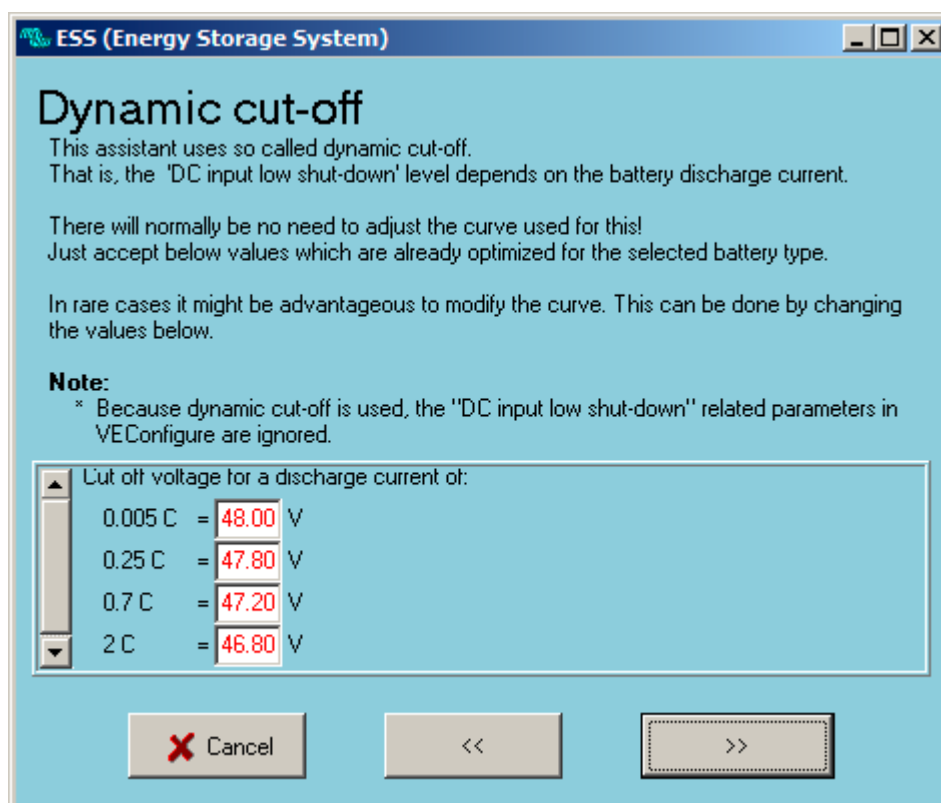 ESS (Energy Storage System)
Dynamic cut-off
This assistant uses so called dynamic cut-off.
That is, the 'DC input low shut-down' level depends on the battery discharge current.
There will normally be no need to adjust the curve used for this!
Just accept below values which are already optimized for the selected battery type.
In rare cases it might be advantageous to modify the curve. This can be done by changing
the values below.
Note:
* Because dynamic cut-off is used, the "DC input low shut-down" related parameters in
VEConfigure are ignored.
Cut off voltage for a discharge current of:
0.005 C = 48.00 V
0.25 C = 47.80 V
0.7 C = 47.20 V
2 C = 46.80 V
Cancel << >>